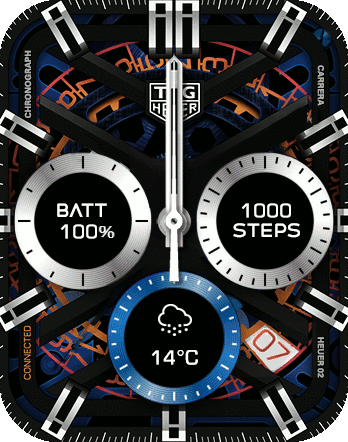 CHRONOGRAPH
CARRERA
TAG
HEUER
BATT
100%
1000
STEPS
14°C
07
CONNECTED
HEUER 02